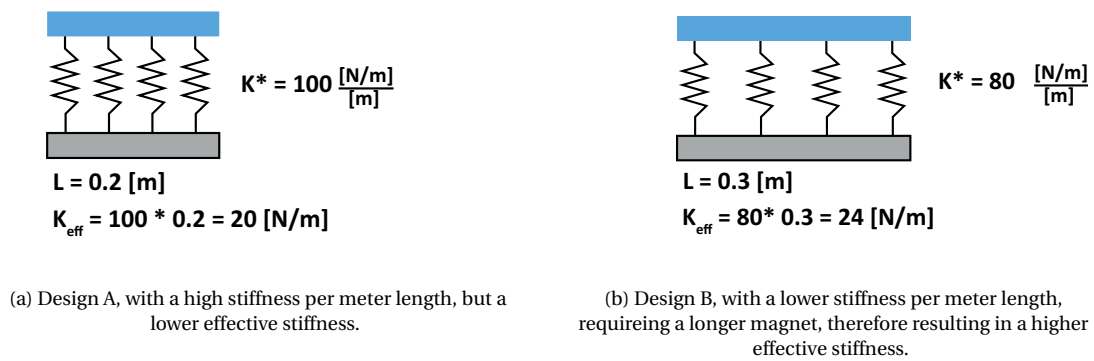 K* = 100 [N/m]/[m]
L = 0.2 [m]
K_eff = 100 * 0.2 = 20 [N/m]
(a) Design A, with a high stiffness per meter length, but a
lower effective stiffness.
K* = 80 [N/m]/[m]
L = 0.3 [m]
K_eff = 80* 0.3 = 24 [N/m]
(b) Design B, with a lower stiffness per meter length,
requireing a longer magnet, therefore resulting in a higher
effective stiffness.